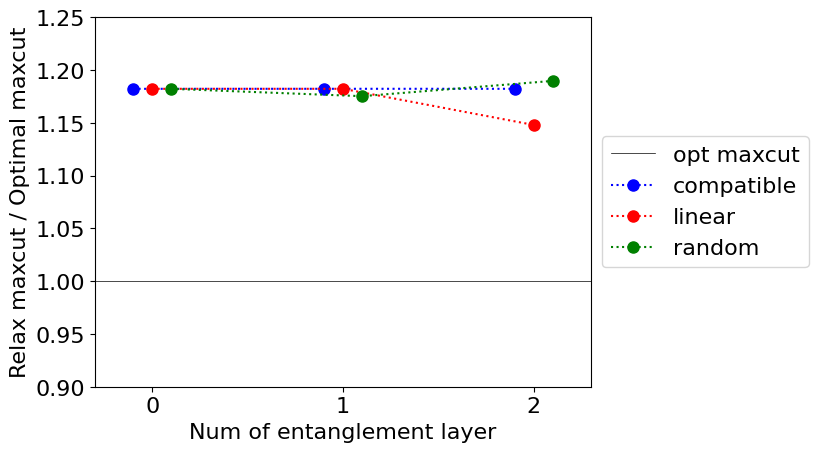 Relax maxcut / Optimal maxcut
1.25
1.20
1.15
1.10
1.05
1.00
0.95
0.90
0
1
2
Num of entanglement layer
opt maxcut
compatible
linear
random